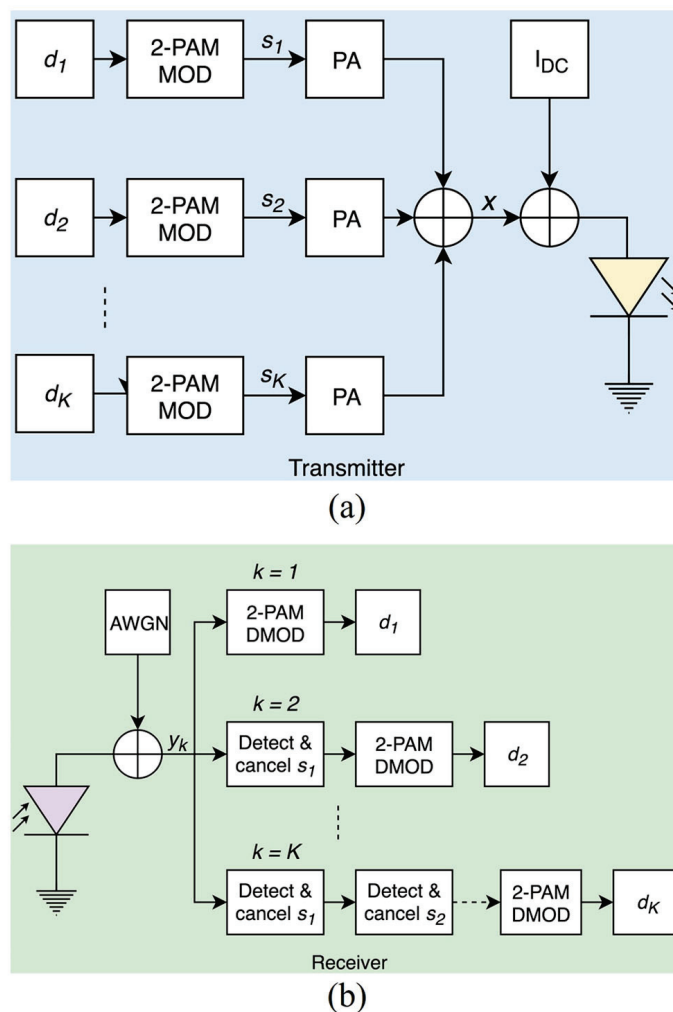 d1
2-PAM
MOD
s1
PA
IDC
d2
2-PAM
MOD
s2
PA
x
dK
2-PAM
MOD
sK
PA
Transmitter
(a)
k = 1
AWGN
2-PAM
DMOD
d1
k = 2
yk
Detect &
cancel s1
2-PAM
DMOD
d2
k = K
Detect &
cancel s1
Detect &
cancel s2
2-PAM
DMOD
dK
Receiver
(b)